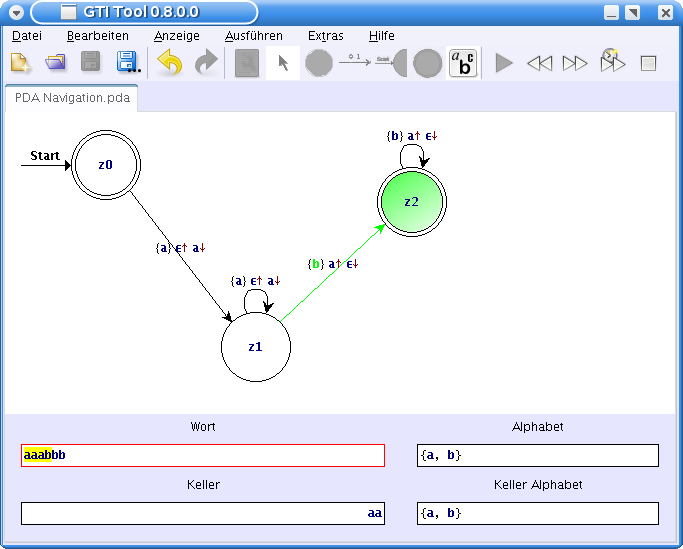 GTI Tool 0.8.0.0
Datei Bearbeiten Anzeige Ausführen Extras Hilfe
0 1
Start
a b c
PDA Navigation.pda
{b} a↑ ϵ↓
Start
z0
z2
{a} ϵ↑ a↓
{b} a↑ ϵ↓
{a} ϵ↑ a↓
z1
Wort Alphabet
aaabbb {a, b}
Keller Keller Alphabet
aa {a, b}